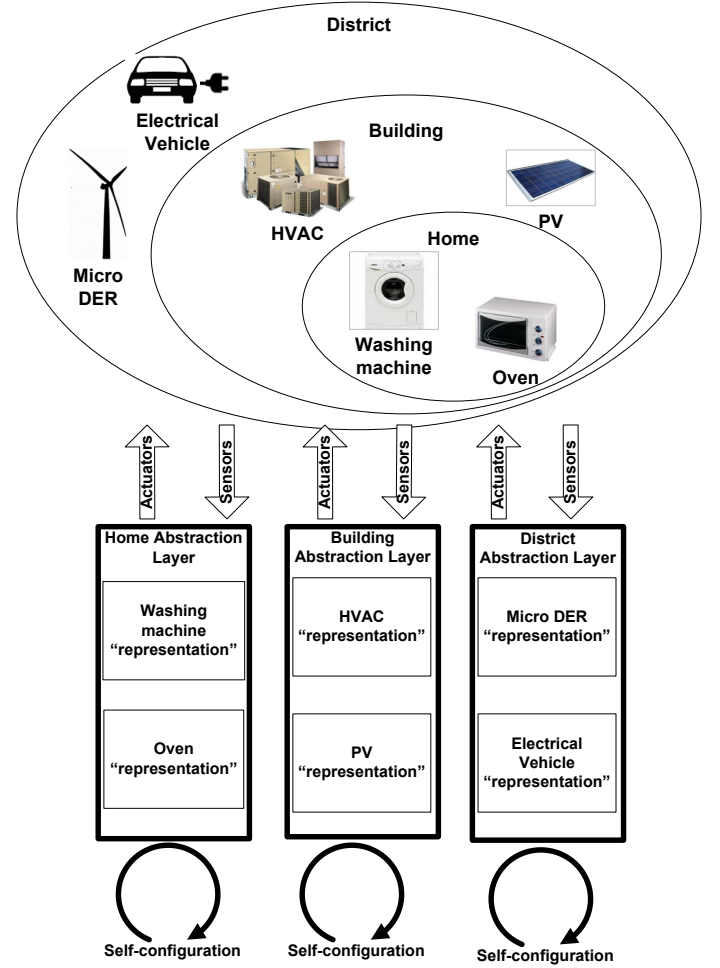 District
Electrical
Vehicle
Building
HVAC
PV
Home
Micro
DER
Washing
machine
Oven
Actuators
Sensors
Actuators
Sensors
Actuators
Sensors
Home Abstraction
Layer
Washing
machine
“representation”
Oven
“representation”
Building
Abstraction Layer
HVAC
“representation”
PV
“representation”
District
Abstraction Layer
Micro DER
“representation”
Electrical
Vehicle
“representation”
Self-configuration
Self-configuration
Self-configuration